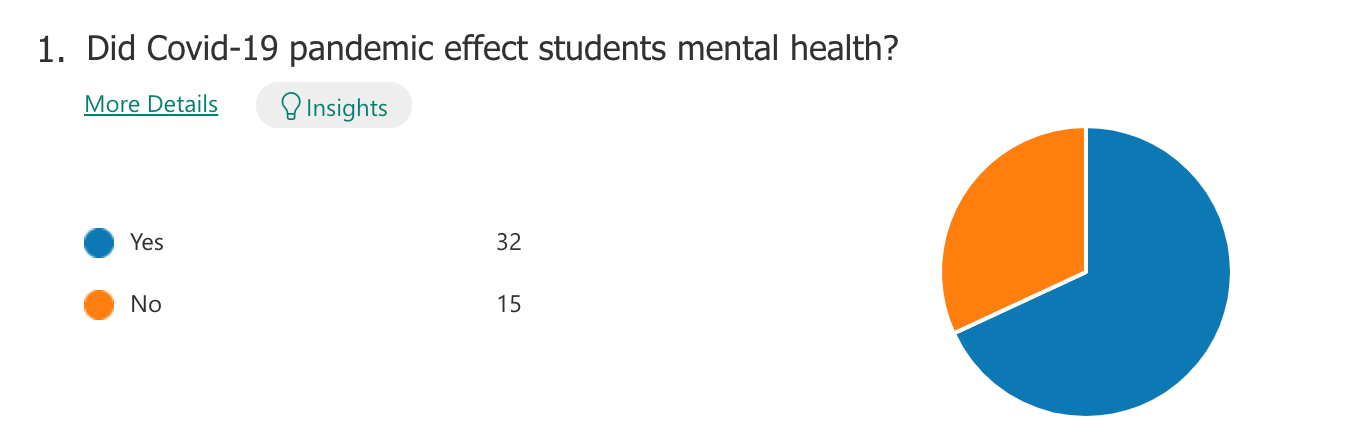 1. Did Covid-19 pandemic effect students mental health?
More Details Insights
Yes 32
No 15